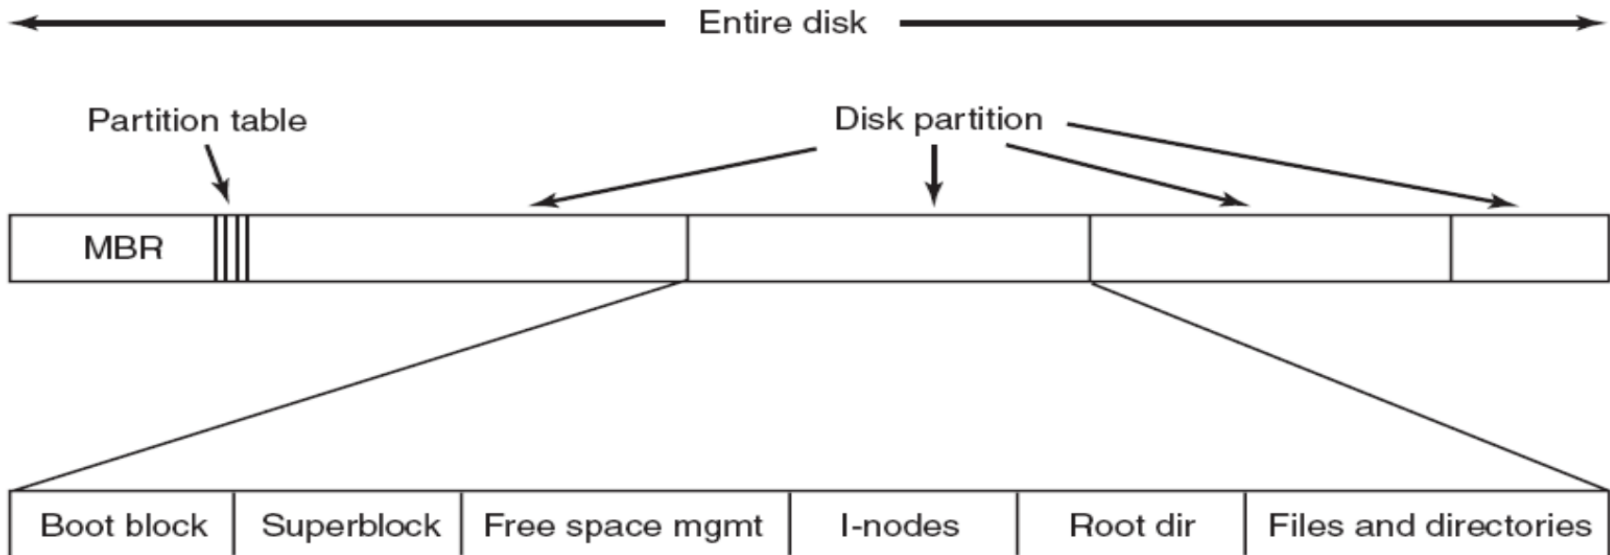 Entire disk
Partition table
Disk partition
MBR
Boot block
Superblock
Free space mgmt
I-nodes
Root dir
Files and directories